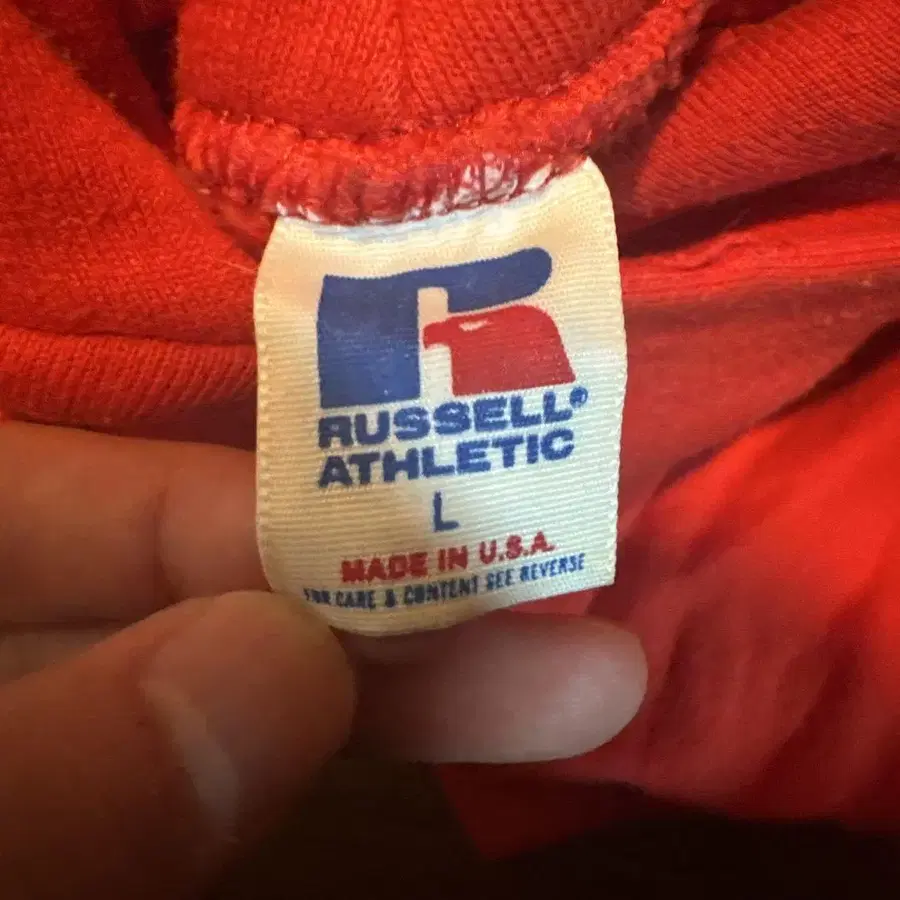 RUSSELL®
ATHLETIC
L
MADE IN U.S.A.
FOR CARE & CONTENT SEE REVERSE